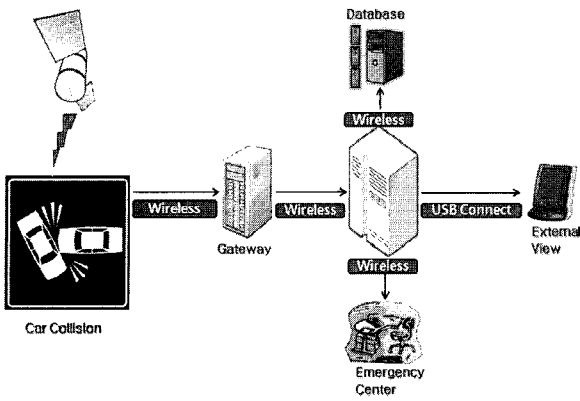 Database
Wireless
Wireless
Wireless
USB Connect
Gateway
External
View
Wireless
Car Collision
Emergency
Center